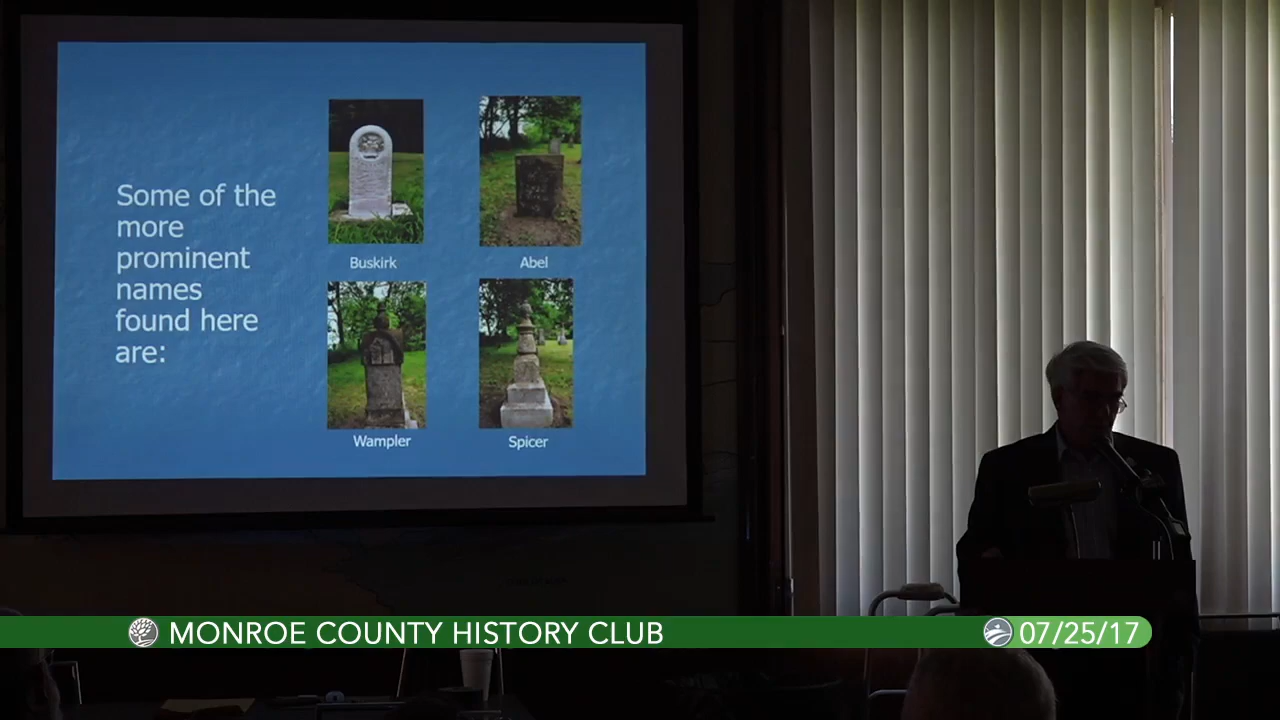 Some of the
more
prominent
names
found here
are:
Buskirk
Abel
Wampler
Spicer
MONROE COUNTY HISTORY CLUB
07/25/17